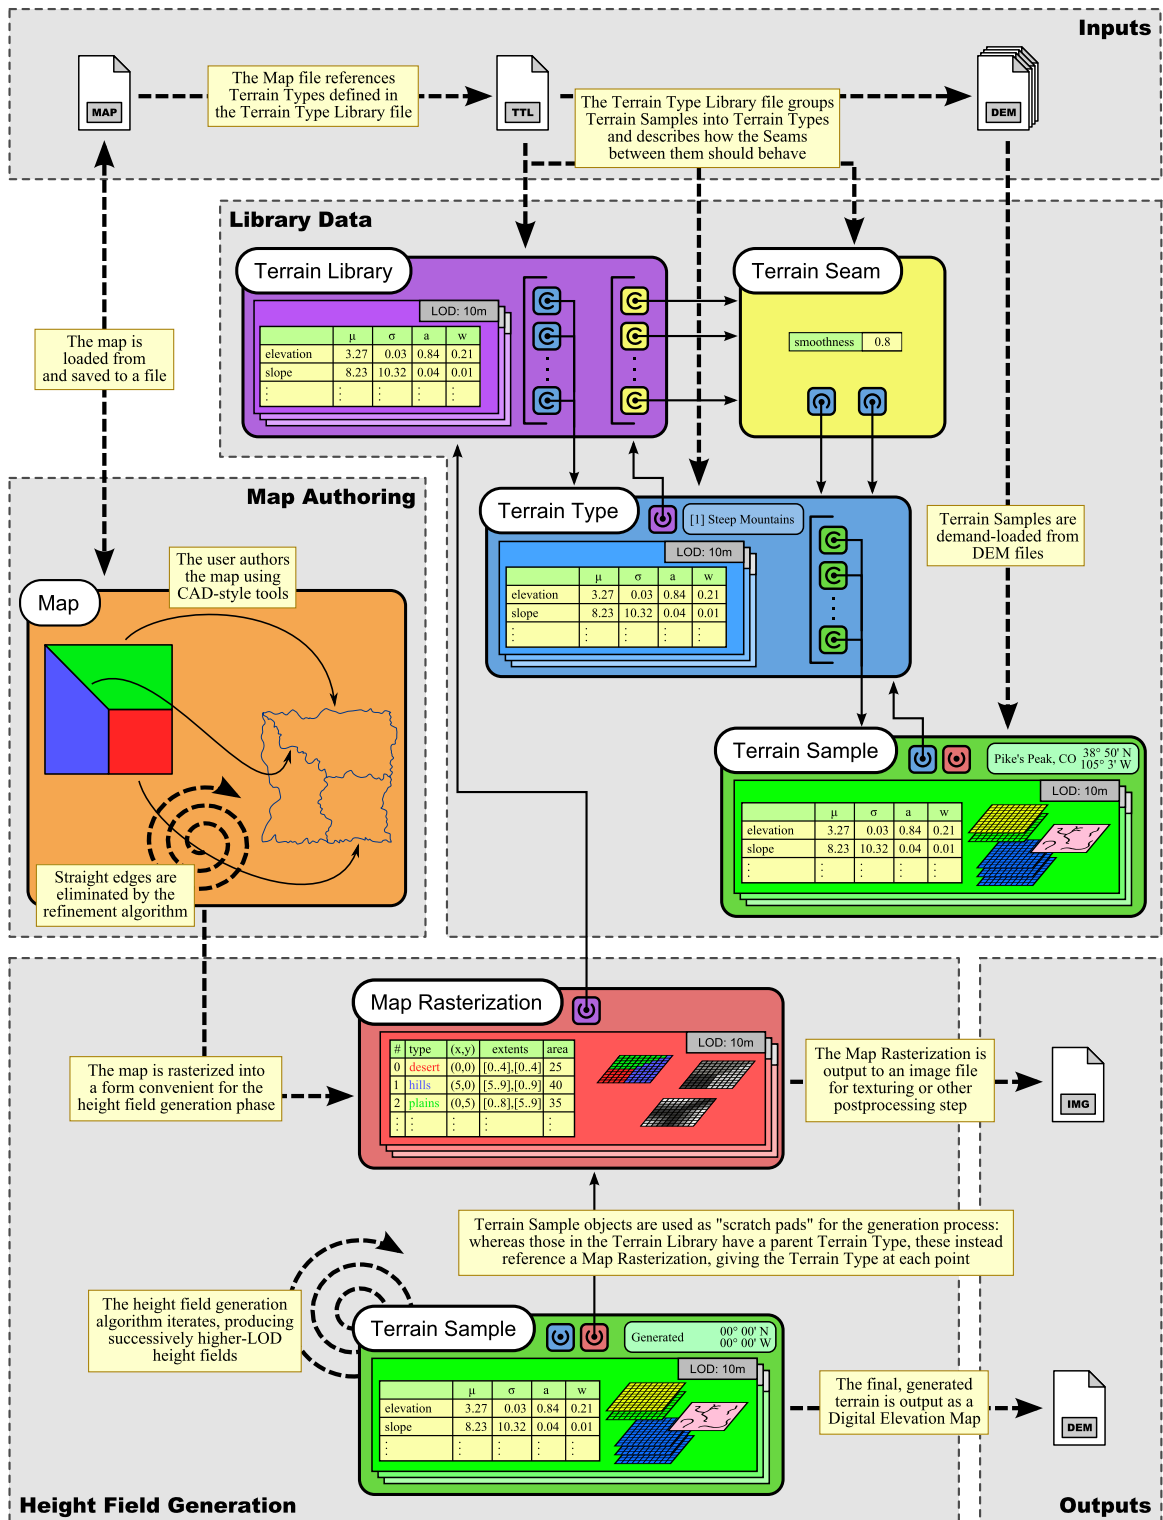 Inputs
MAP
The Map file references
Terrain Types defined in
the Terrain Type Library file
TTL
The Terrain Type Library file groups
Terrain Samples into Terrain Types
and describes how the Seams
between them should behave
DEM
Library Data
Terrain Library
LOD: 10m
μ σ a w
elevation 3.27 0.03 0.84 0.21
slope 8.23 10.32 0.04 0.01
Terrain Seam
smoothness 0.8
The map is
loaded from
and saved to a file
Terrain Type
[1] Steep Mountains
LOD: 10m
μ σ a w
elevation 3.27 0.03 0.84 0.21
slope 8.23 10.32 0.04 0.01
Terrain Samples are
demand-loaded from
DEM files
Map Authoring
The user authors
the map using
CAD-style tools
Map
Straight edges are
eliminated by the
refinement algorithm
Terrain Sample
Pike's Peak, CO 38° 50' N
105° 3' W
LOD: 10m
μ σ a w
elevation 3.27 0.03 0.84 0.21
slope 8.23 10.32 0.04 0.01
Map Rasterization
LOD: 10m
# type (x,y) extents area
0 desert (0,0) [0..4],[0..4] 25
1 hills (5,0) [5..9],[0..9] 40
2 plains (0,5) [0..8],[5..9] 35
The map is rasterized into
a form convenient for the
height field generation phase
The Map Rasterization is
output to an image file
for texturing or other
postprocessing step
IMG
Terrain Sample objects are used as "scratch pads" for the generation process:
whereas those in the Terrain Library have a parent Terrain Type, these instead
reference a Map Rasterization, giving the Terrain Type at each point
The height field generation
algorithm iterates, producing
successively higher-LOD
height fields
Terrain Sample
Generated 00° 00' N
00° 00' W
LOD: 10m
μ σ a w
elevation 3.27 0.03 0.84 0.21
slope 8.23 10.32 0.04 0.01
The final, generated
terrain is output as a
Digital Elevation Map
DEM
Height Field Generation
Outputs